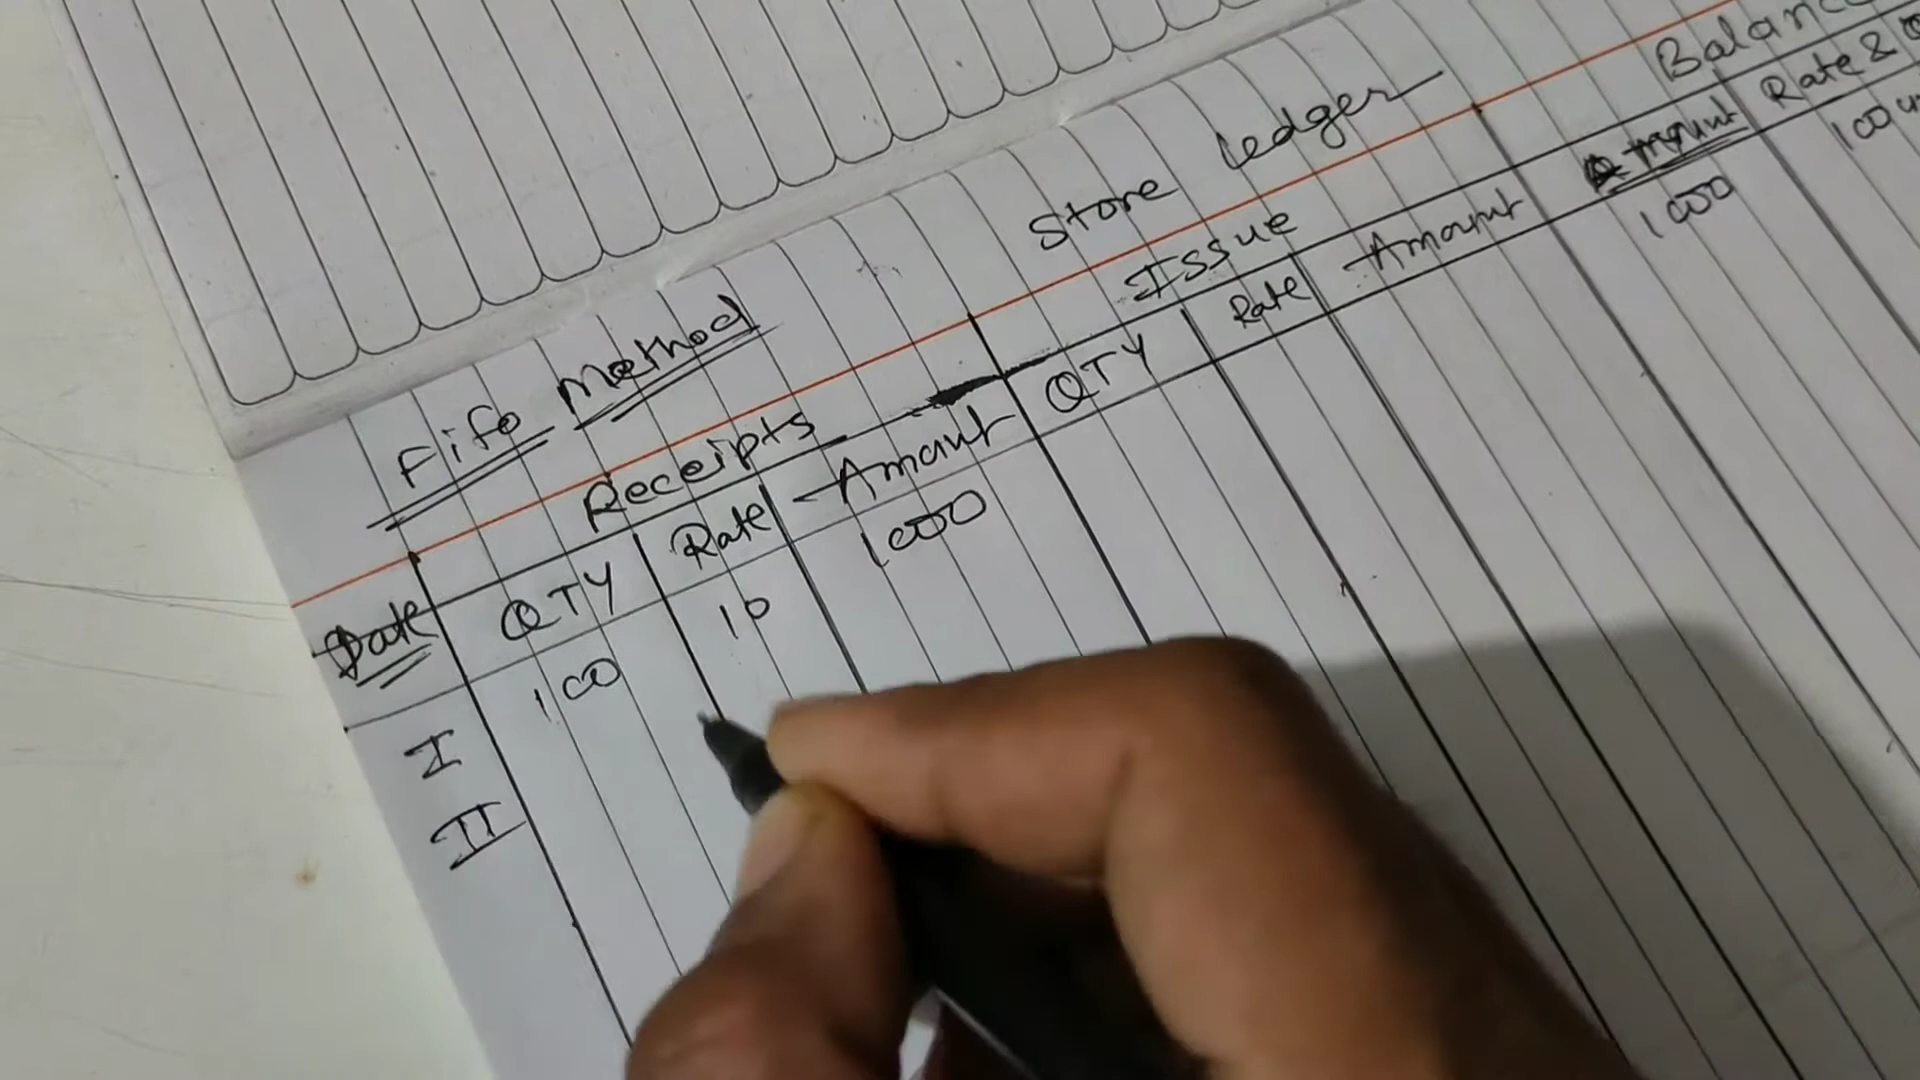 Fifo Method Store Ledger
Receipts Issue Balance
Date QTY Rate Amount QTY Rate Amount Amount Rate &
I 100 10 1000 1000 100
II